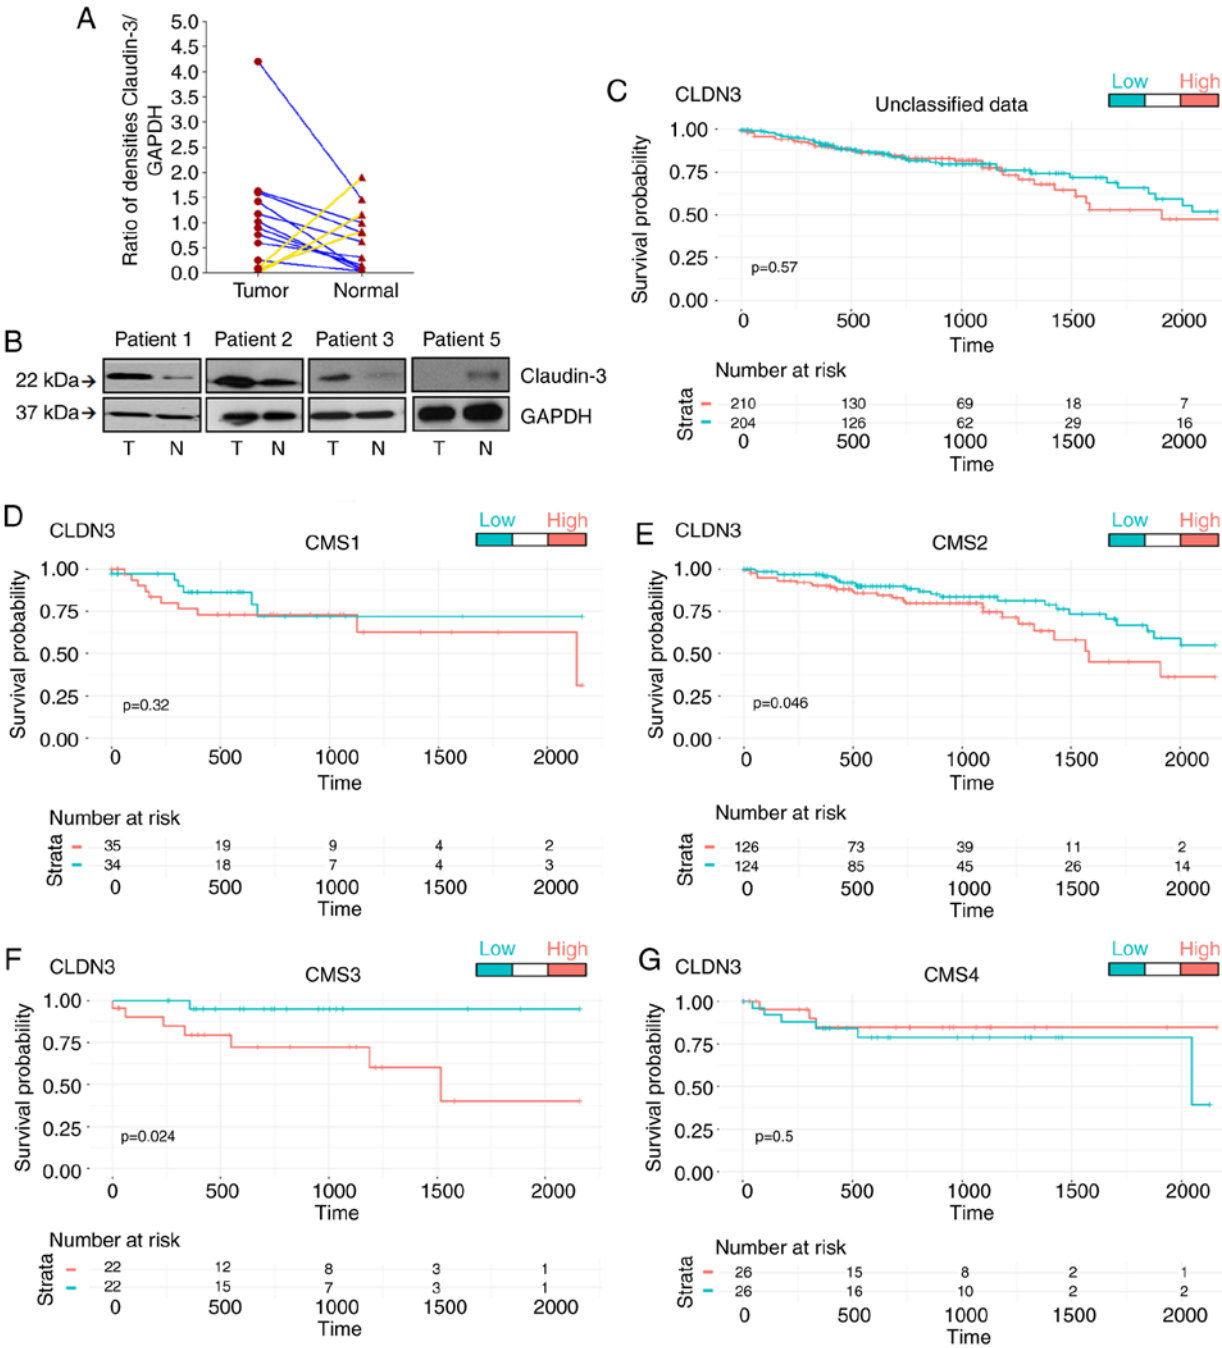 A
Ratio of densities Claudin-3/
GAPDH
5.0
4.5
4.0
3.5
3.0
2.5
2.0
1.5
1.0
0.5
0.0
Tumor Normal
B
Patient 1 Patient 2 Patient 3 Patient 5
22 kDa→ Claudin-3
37 kDa→ GAPDH
T N T N T N T N
C
CLDN3
Low High
Unclassified data
Survival probability
1.00
0.75
0.50
0.25
0.00
p=0.57
0 500 1000 1500 2000
Time
Number at risk
Strata
210 130 69 18 7
204 126 62 29 16
0 500 1000 1500 2000
Time
D
CLDN3
Low High
CMS1
Survival probability
1.00
0.75
0.50
0.25
0.00
p=0.32
0 500 1000 1500 2000
Time
Number at risk
Strata
35 19 9 4 2
34 18 7 4 3
0 500 1000 1500 2000
Time
E
CLDN3
Low High
CMS2
Survival probability
1.00
0.75
0.50
0.25
0.00
p=0.046
0 500 1000 1500 2000
Time
Number at risk
Strata
126 73 39 11 2
124 85 45 26 14
0 500 1000 1500 2000
Time
F
CLDN3
Low High
CMS3
Survival probability
1.00
0.75
0.50
0.25
0.00
p=0.024
0 500 1000 1500 2000
Time
Number at risk
Strata
22 12 8 3 1
22 15 7 3 1
0 500 1000 1500 2000
Time
G
CLDN3
Low High
CMS4
Survival probability
1.00
0.75
0.50
0.25
0.00
p=0.5
0 500 1000 1500 2000
Time
Number at risk
Strata
26 15 8 2 1
26 16 10 2 2
0 500 1000 1500 2000
Time